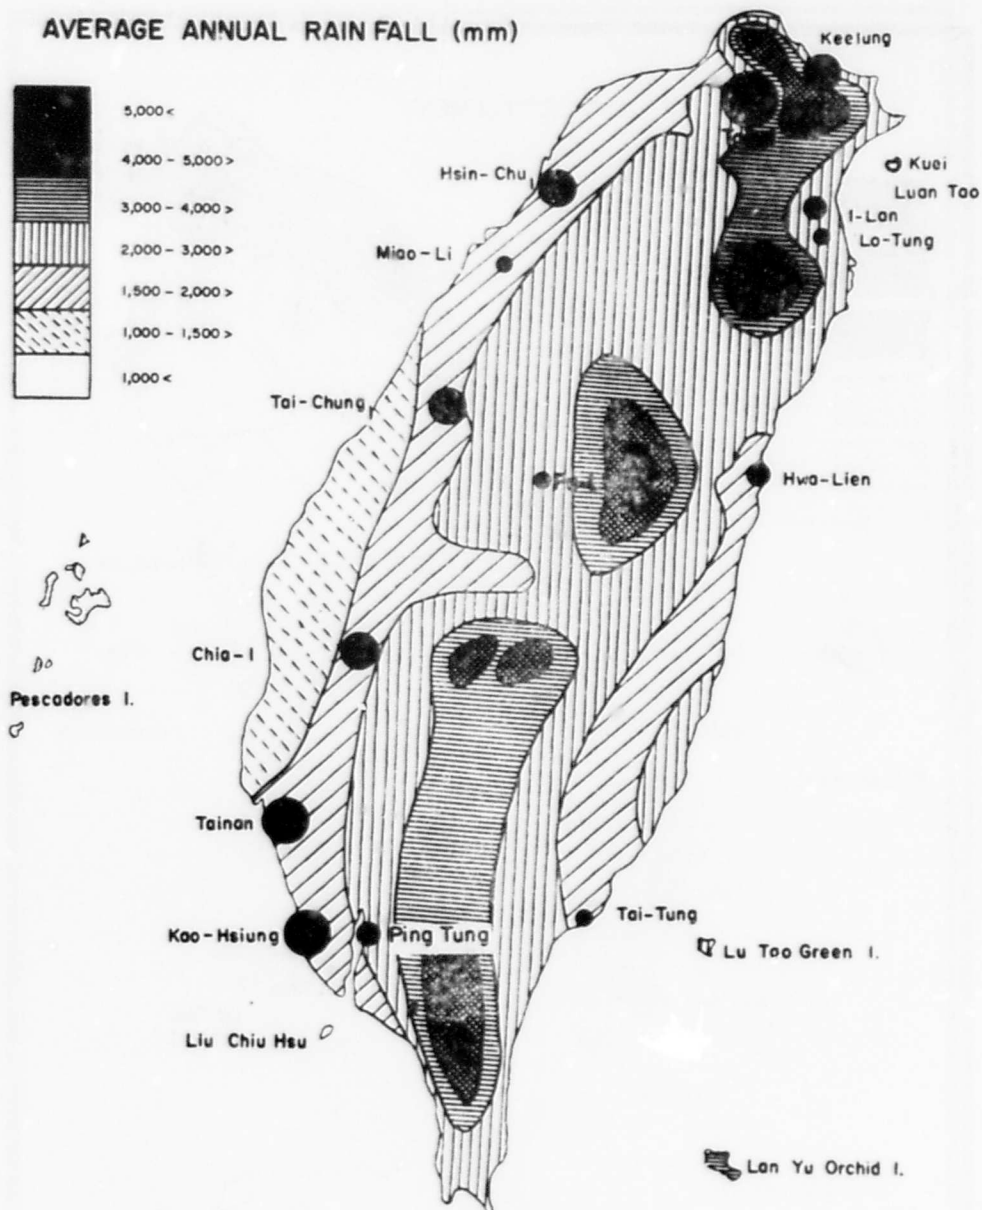 AVERAGE ANNUAL RAIN FALL (mm)
5,000 <
4,000 - 5,000 >
3,000 - 4,000 >
2,000 - 3,000 >
1,500 - 2,000 >
1,000 - 1,500 >
1,000 <
Keelung
Hsin-Chu
Kuei
Luan Tao
I-Lan
Lo-Tung
Miao-Li
Tai-Chung
Hwa-Lien
Chia-I
Pescadores I.
Tainan
Kao-Hsiung
Ping Tung
Tai-Tung
Lu Tao Green I.
Liu Chiu Hsu
Lan Yu Orchid I.